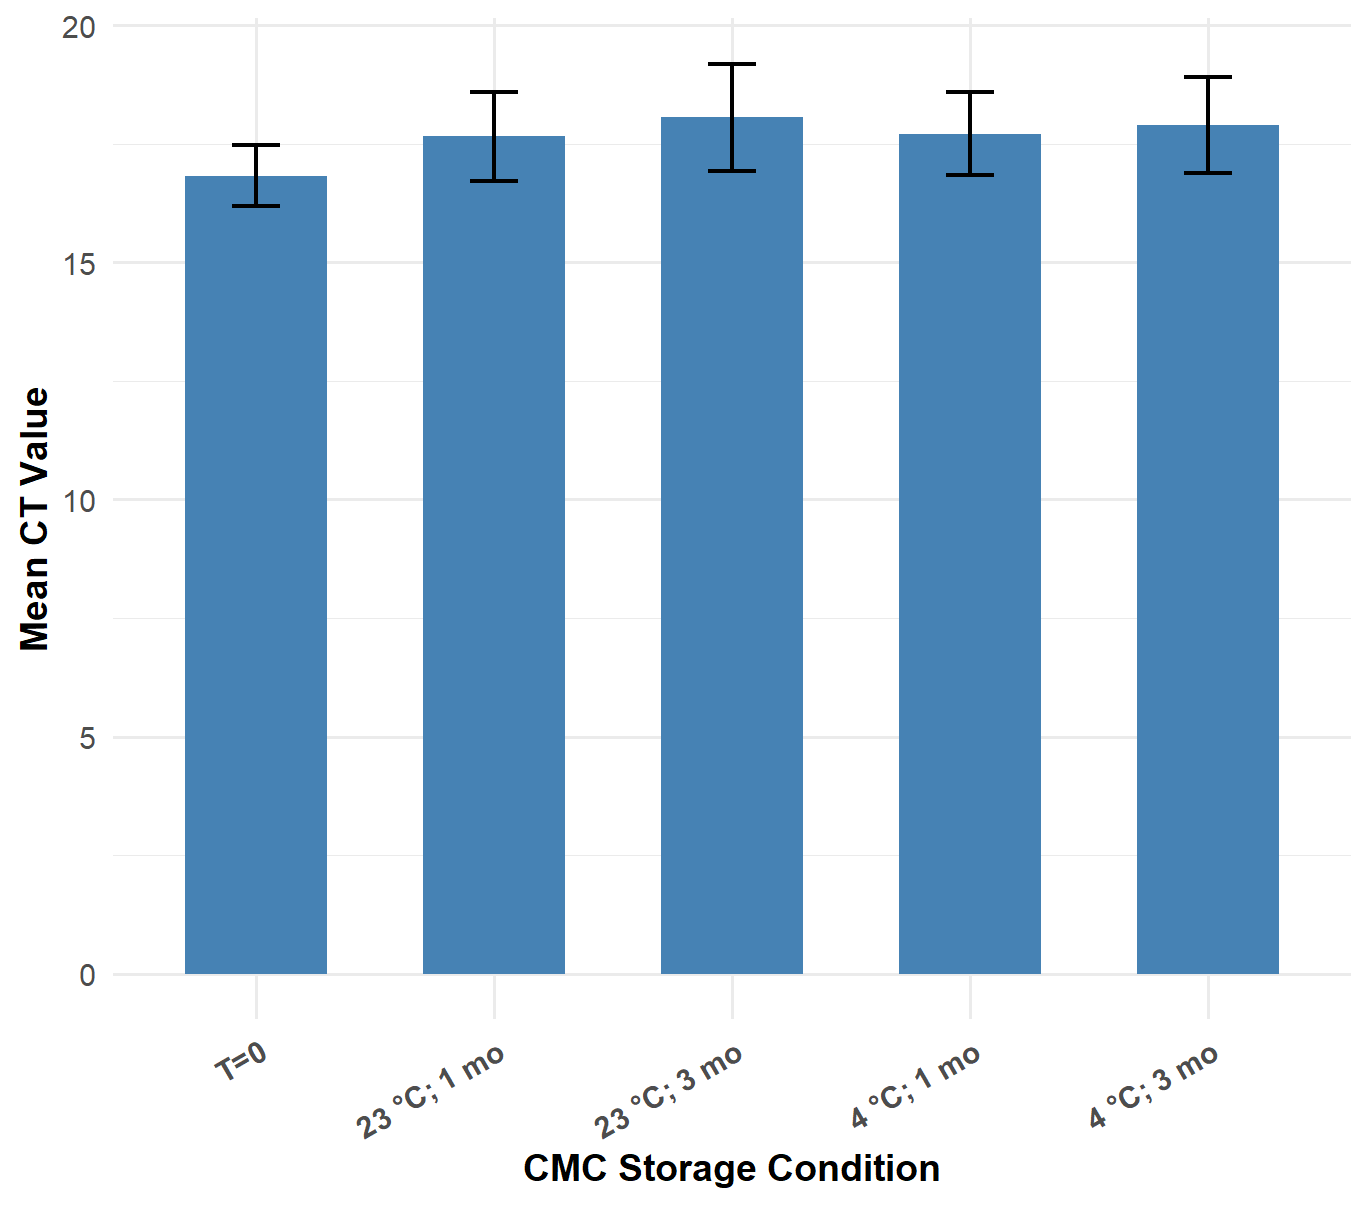 20
15
10
5
0
Mean CT Value
T=0
23 °C; 1 mo
23 °C; 3 mo
4 °C; 1 mo
4 °C; 3 mo
CMC Storage Condition